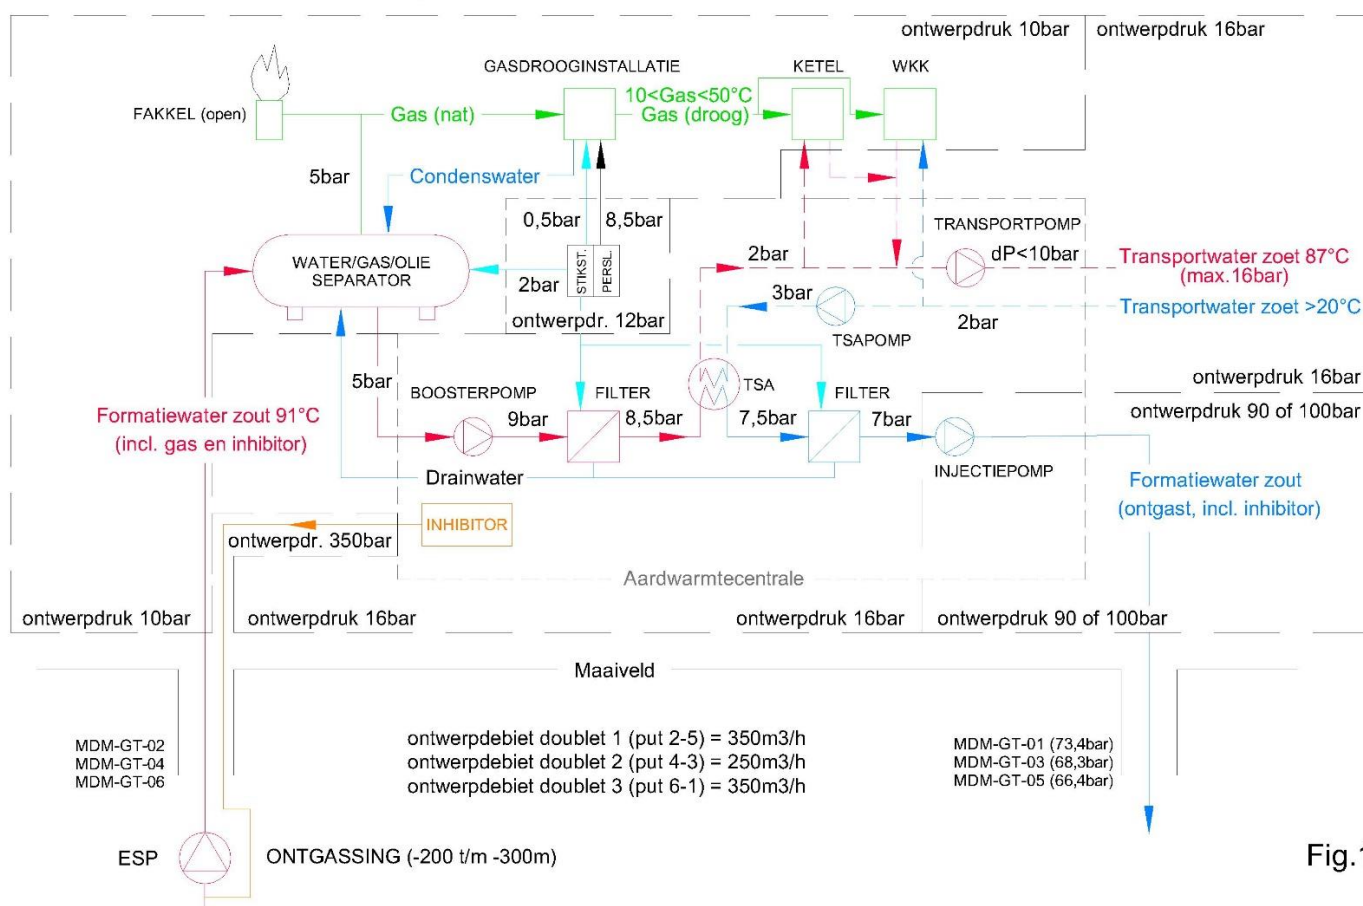 ontwerpdruk 10bar
ontwerpdruk 16bar
GASDROOGINSTALLATIE
KETEL
WKK
10<Gas<50°C
FAKKEL (open)
Gas (nat)
Gas (droog)
5bar
Condenswater
0,5bar
8,5bar
TRANSPORTPOMP
WATER/GAS/OLIE
SEPARATOR
STIKST.
PERSL.
2bar
2bar
dP<10bar
Transportwater zoet 87°C
(max.16bar)
3bar
Transportwater zoet >20°C
ontwerpdr. 12bar
2bar
TSAPOMP
5bar
BOOSTERPOMP
FILTER
TSA
FILTER
ontwerpdruk 16bar
ontwerpdruk 90 of 100bar
Formatiewater zout 91°C
(incl. gas en inhibitor)
9bar
8,5bar
7,5bar
7bar
Drainwater
INJECTIEPOMP
Formatiewater zout
(ontgast, incl. inhibitor)
INHIBITOR
ontwerpdr. 350bar
Aardwarmtecentrale
ontwerpdruk 10bar
ontwerpdruk 16bar
ontwerpdruk 16bar
ontwerpdruk 90 of 100bar
Maaiveld
MDM-GT-02
MDM-GT-04
MDM-GT-06
ontwerpdebiet doublet 1 (put 2-5) = 350m3/h
ontwerpdebiet doublet 2 (put 4-3) = 250m3/h
ontwerpdebiet doublet 3 (put 6-1) = 350m3/h
MDM-GT-01 (73,4bar)
MDM-GT-03 (68,3bar)
MDM-GT-05 (66,4bar)
ESP
ONTGASSING (-200 t/m -300m)
Fig.1